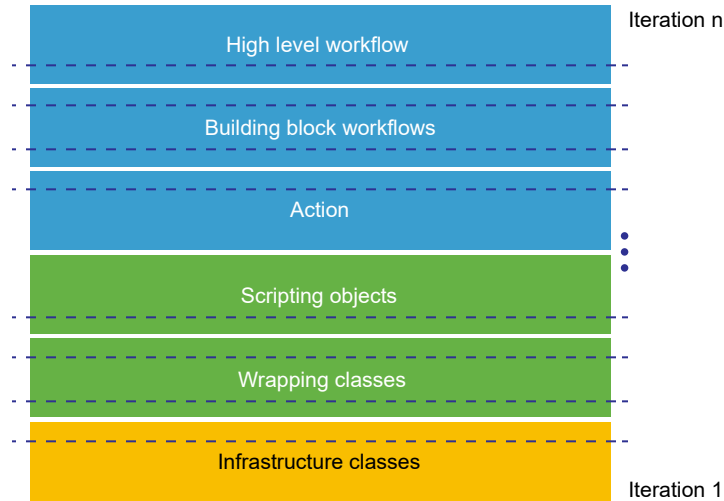 Iteration n
High level workflow
Building block workflows
Action
Scripting objects
Wrapping classes
Infrastructure classes
Iteration 1